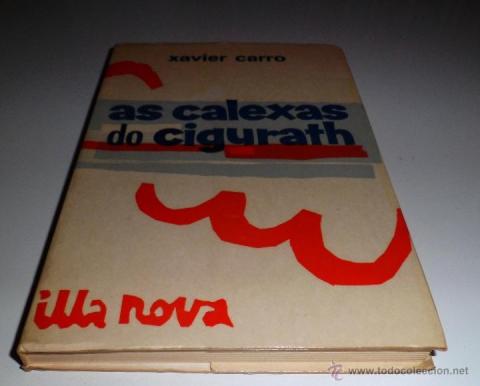 xavier carro
as calexas
do cigurath
illa nova
© www.todocoleccion.net